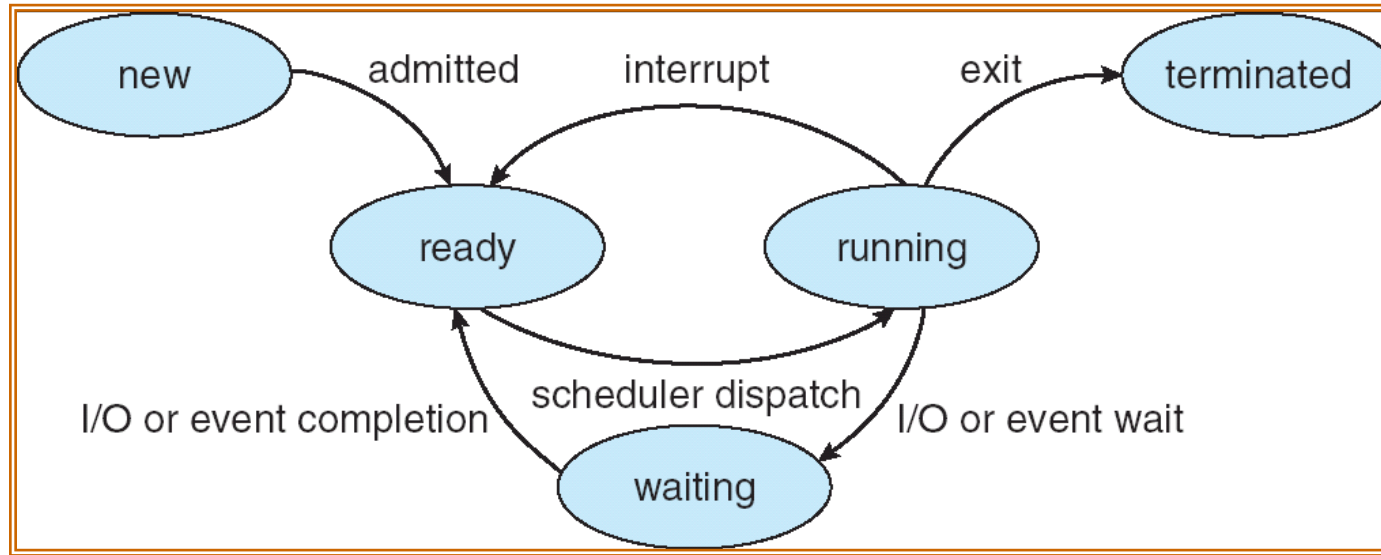 new
admitted
interrupt
exit
terminated
ready
running
scheduler dispatch
I/O or event completion
I/O or event wait
waiting